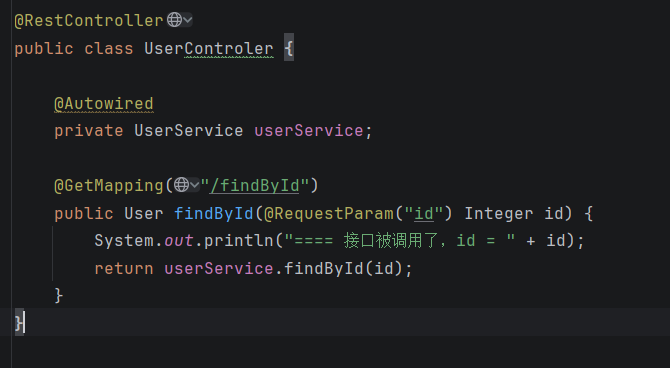 @RestController
public class UserControler {
@Autowired
private UserService userService;
@GetMapping("/findById")
public User findById(@RequestParam("id") Integer id) {
System.out.println("==== 接口被调用了，id = " + id);
return userService.findById(id);
}
}